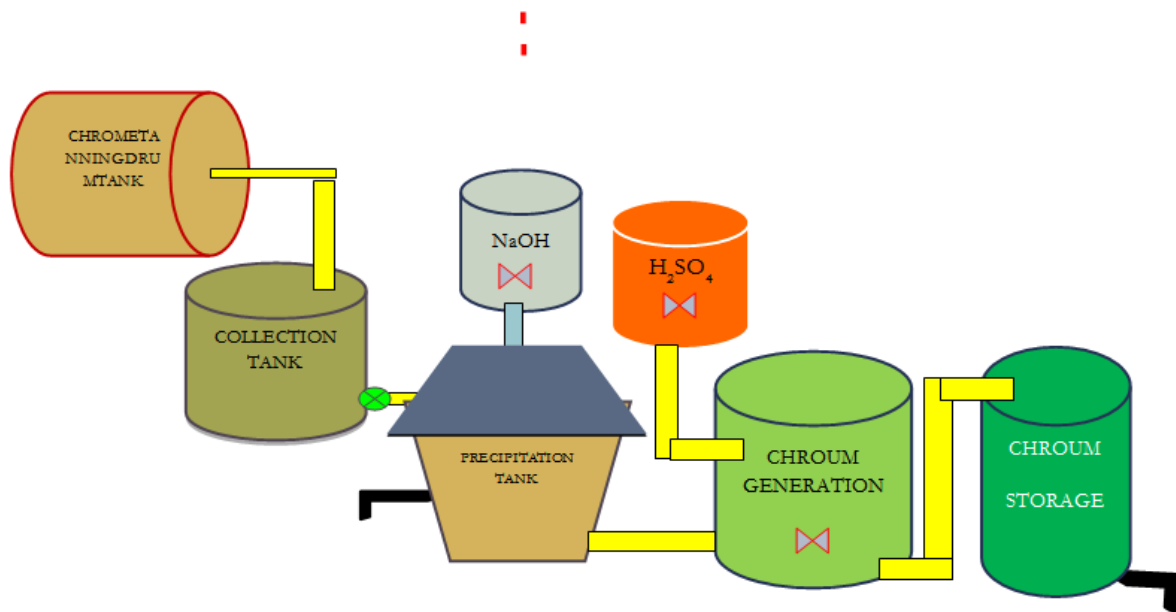 CHROMETA
NNINGDRU
MTANK
COLLECTION
TANK
NaOH
H₂SO₄
PRECIPITATION
TANK
CHROUM
GENERATION
CHROUM
STORAGE